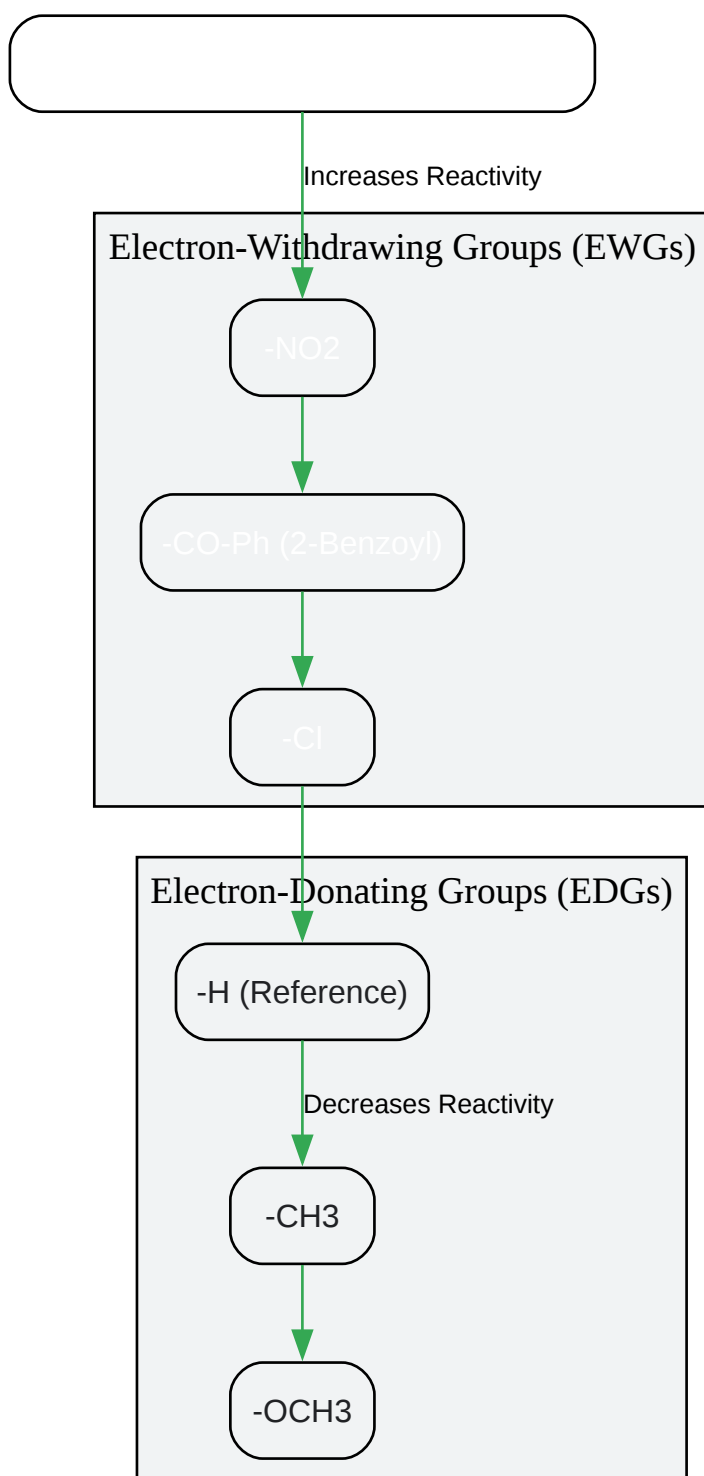 Increases Reactivity
Electron-Withdrawing Groups (EWGs)
-NO2
-CO-Ph (2-Benzoyl)
-Cl
Electron-Donating Groups (EDGs)
-H (Reference)
Decreases Reactivity
-CH3
-OCH3